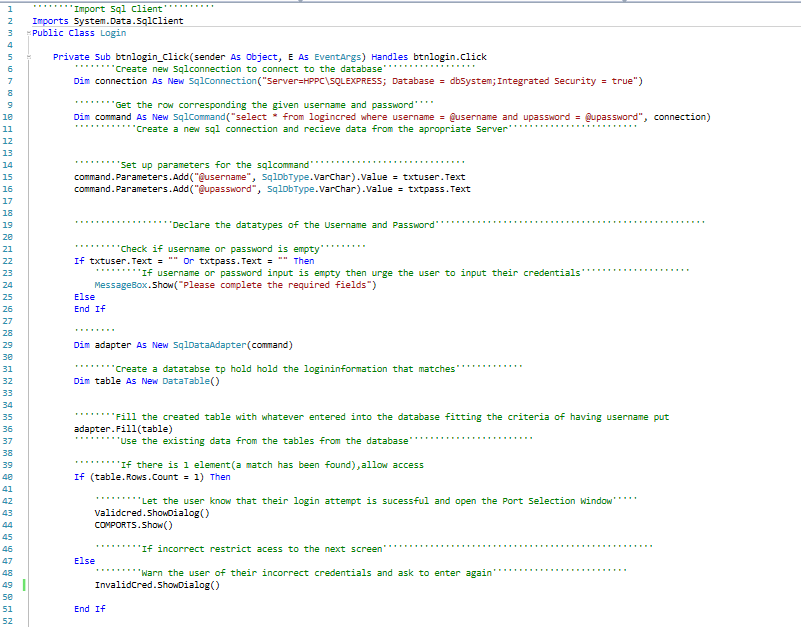 1 ''''''''Import Sql Client''''''''''
2 Imports System.Data.SqlClient
3 Public Class Login
4
5 Private Sub btnlogin_Click(sender As Object, E As EventArgs) Handles btnlogin.Click
6 ''''''''Create new Sqlconnection to connect to the database''''''''''''''''''
7 Dim connection As New SqlConnection("Server=HPPC\SQLEXPRESS; Database = dbSystem;Integrated Security = true")
8
9 ''''''''Get the row corresponding the given username and password''''
10 Dim command As New SqlCommand("select * from logincred where username = @username and upassword = @upassword", connection)
11 ''''''''''''Create a new sql connection and recieve data from the apropriate Server'''''''''''''''''''''''''
12
13
14 '''''''''Set up parameters for the sqlcommand''''''''''''''''''''''''''''''
15 command.Parameters.Add("@username", SqlDbType.VarChar).Value = txtuser.Text
16 command.Parameters.Add("@upassword", SqlDbType.VarChar).Value = txtpass.Text
17
18
19 '''''''''''''''''''Declare the datatypes of the Username and Password''''''''''''''''''''''''''''''''''''''''''''''''''''
20
21 '''''''''Check if username or password is empty'''''''''
22 If txtuser.Text = "" Or txtpass.Text = "" Then
23 '''''''''If username or password input is empty then urge the user to input their credentials'''''''''''''''''''''
24 MessageBox.Show("Please complete the required fields")
25 Else
26 End If
27
28 ''''''''
29 Dim adapter As New SqlDataAdapter(command)
30
31 ''''''''Create a datatabse tp hold hold the logininformation that matches'''''''''''''
32 Dim table As New DataTable()
33
34
35 ''''''''Fill the created table with whatever entered into the database fitting the criteria of having username put
36 adapter.Fill(table)
37 '''''''''Use the existing data from the tables from the database''''''''''''''''''''''''
38
39 '''''''''If there is 1 element(a match has been found),allow access
40 If (table.Rows.Count = 1) Then
41
42 '''''''''Let the user know that their login attempt is sucessful and open the Port Selection Window'''''
43 Validcred.ShowDialog()
44 COMPORTS.Show()
45
46 '''''''''If incorrect restrict acess to the next screen''''''''''''''''''''''''''''''''''''''''''''''''''''
47 Else
48 '''''''''Warn the user of their incorrect credentials and ask to enter again''''''''''''''''''''''''''
49 InvalidCred.ShowDialog()
50
51 End If
52